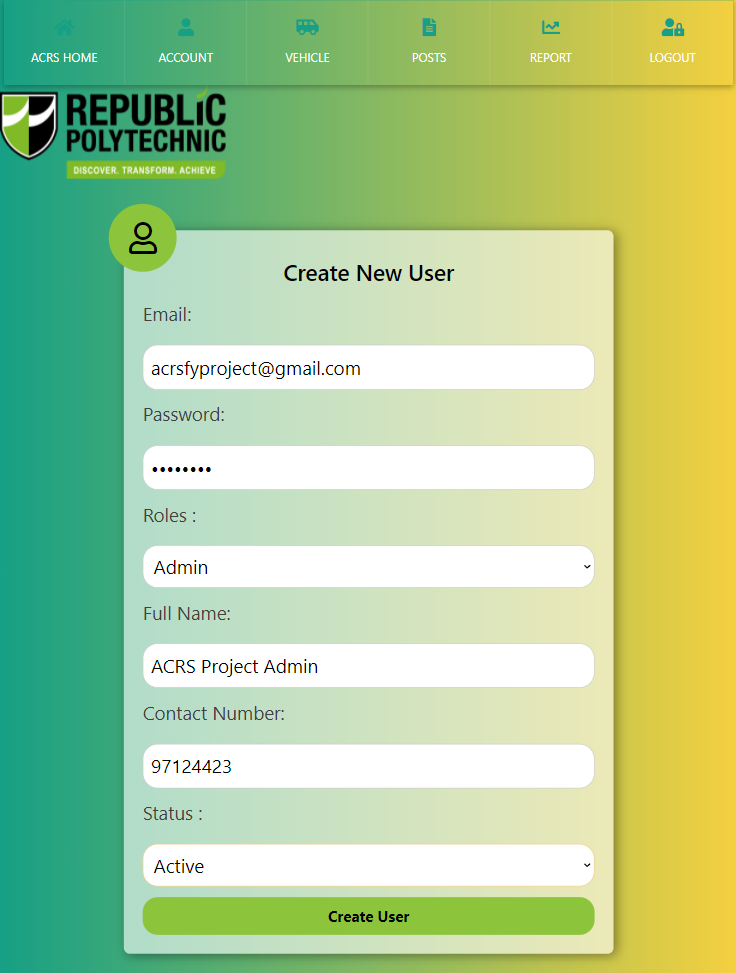 ACRS HOME
ACCOUNT
VEHICLE
POSTS
REPORT
LOGOUT
REPUBLIC
POLYTECHNIC
DISCOVER. TRANSFORM. ACHIEVE
Create New User
Email:
acrsfyproject@gmail.com
Password:
••••••••
Roles :
Admin
Full Name:
ACRS Project Admin
Contact Number:
97124423
Status :
Active
Create User